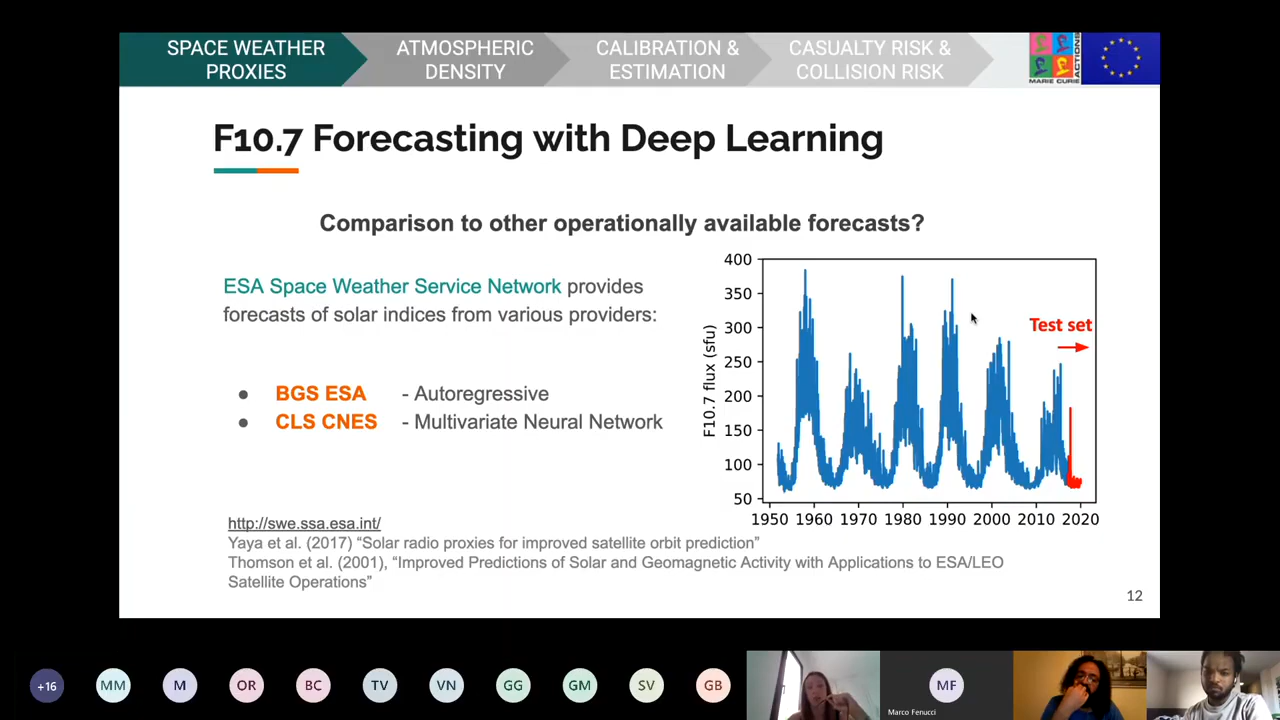 SPACE WEATHER
PROXIES
ATMOSPHERIC
DENSITY
CALIBRATION &
ESTIMATION
CASUALTY RISK &
COLLISION RISK
MARIE CURIE
ACTIONS
F10.7 Forecasting with Deep Learning
Comparison to other operationally available forecasts?
ESA Space Weather Service Network provides
forecasts of solar indices from various providers:
● BGS ESA - Autoregressive
● CLS CNES - Multivariate Neural Network
F10.7 flux (sfu)
400
350
300
250
200
150
100
50
Test set
1950 1960 1970 1980 1990 2000 2010 2020
http://swe.ssa.esa.int/
Yaya et al. (2017) “Solar radio proxies for improved satellite orbit prediction”
Thomson et al. (2001), “Improved Predictions of Solar and Geomagnetic Activity with Applications to ESA/LEO
Satellite Operations”
12
+16 MM M OR BC TV VN GG GM SV GB MF
Marco Fenucci